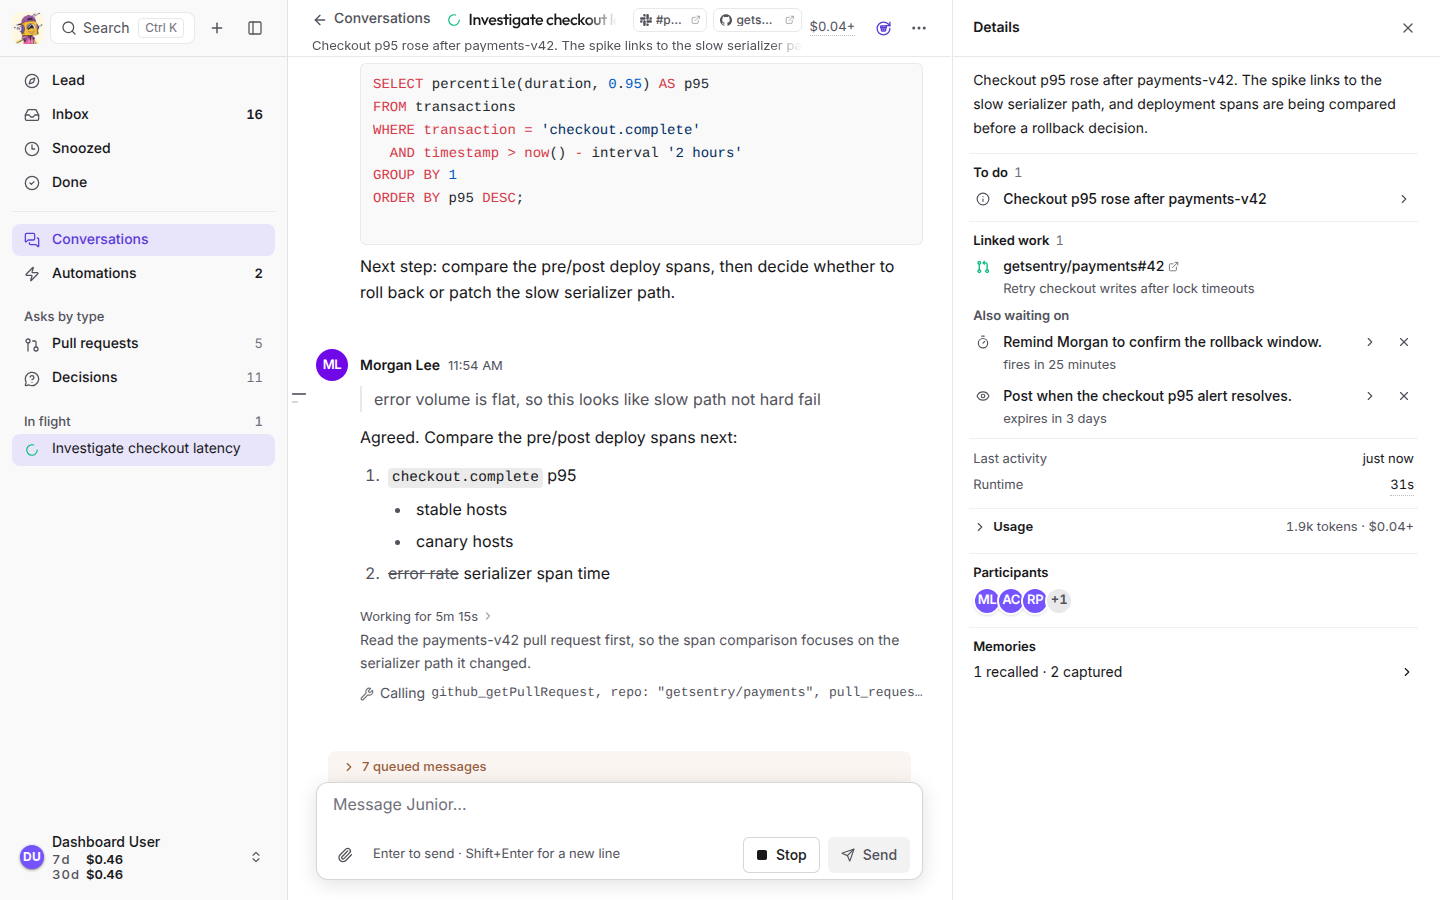 Search Ctrl K
Lead
Inbox 16
Snoozed
Done
Conversations
Automations 2
Asks by type
Pull requests 5
Decisions 11
In flight 1
Investigate checkout latency
DU
Dashboard User
7d $0.46
30d $0.46
Conversations
Investigate checkout
#p...
gets...
$0.04+
Checkout p95 rose after payments-v42. The spike links to the slow serializer pa
SELECT percentile(duration, 0.95) AS p95
FROM transactions
WHERE transaction = 'checkout.complete'
AND timestamp > now() - interval '2 hours'
GROUP BY 1
ORDER BY p95 DESC;
Next step: compare the pre/post deploy spans, then decide whether to
roll back or patch the slow serializer path.
ML
Morgan Lee 11:54 AM
error volume is flat, so this looks like slow path not hard fail
Agreed. Compare the pre/post deploy spans next:
1. checkout.complete p95
• stable hosts
• canary hosts
2. error rate serializer span time
Working for 5m 15s
Read the payments-v42 pull request first, so the span comparison focuses on the
serializer path it changed.
Calling github_getPullRequest, repo: "getsentry/payments", pull_reques…
7 queued messages
Message Junior...
Enter to send · Shift+Enter for a new line
Stop
Send
Details
Checkout p95 rose after payments-v42. The spike links to the
slow serializer path, and deployment spans are being compared
before a rollback decision.
To do 1
Checkout p95 rose after payments-v42
Linked work 1
getsentry/payments#42
Retry checkout writes after lock timeouts
Also waiting on
Remind Morgan to confirm the rollback window.
fires in 25 minutes
Post when the checkout p95 alert resolves.
expires in 3 days
Last activity just now
Runtime 31s
Usage 1.9k tokens · $0.04+
Participants
ML AC RP +1
Memories
1 recalled · 2 captured